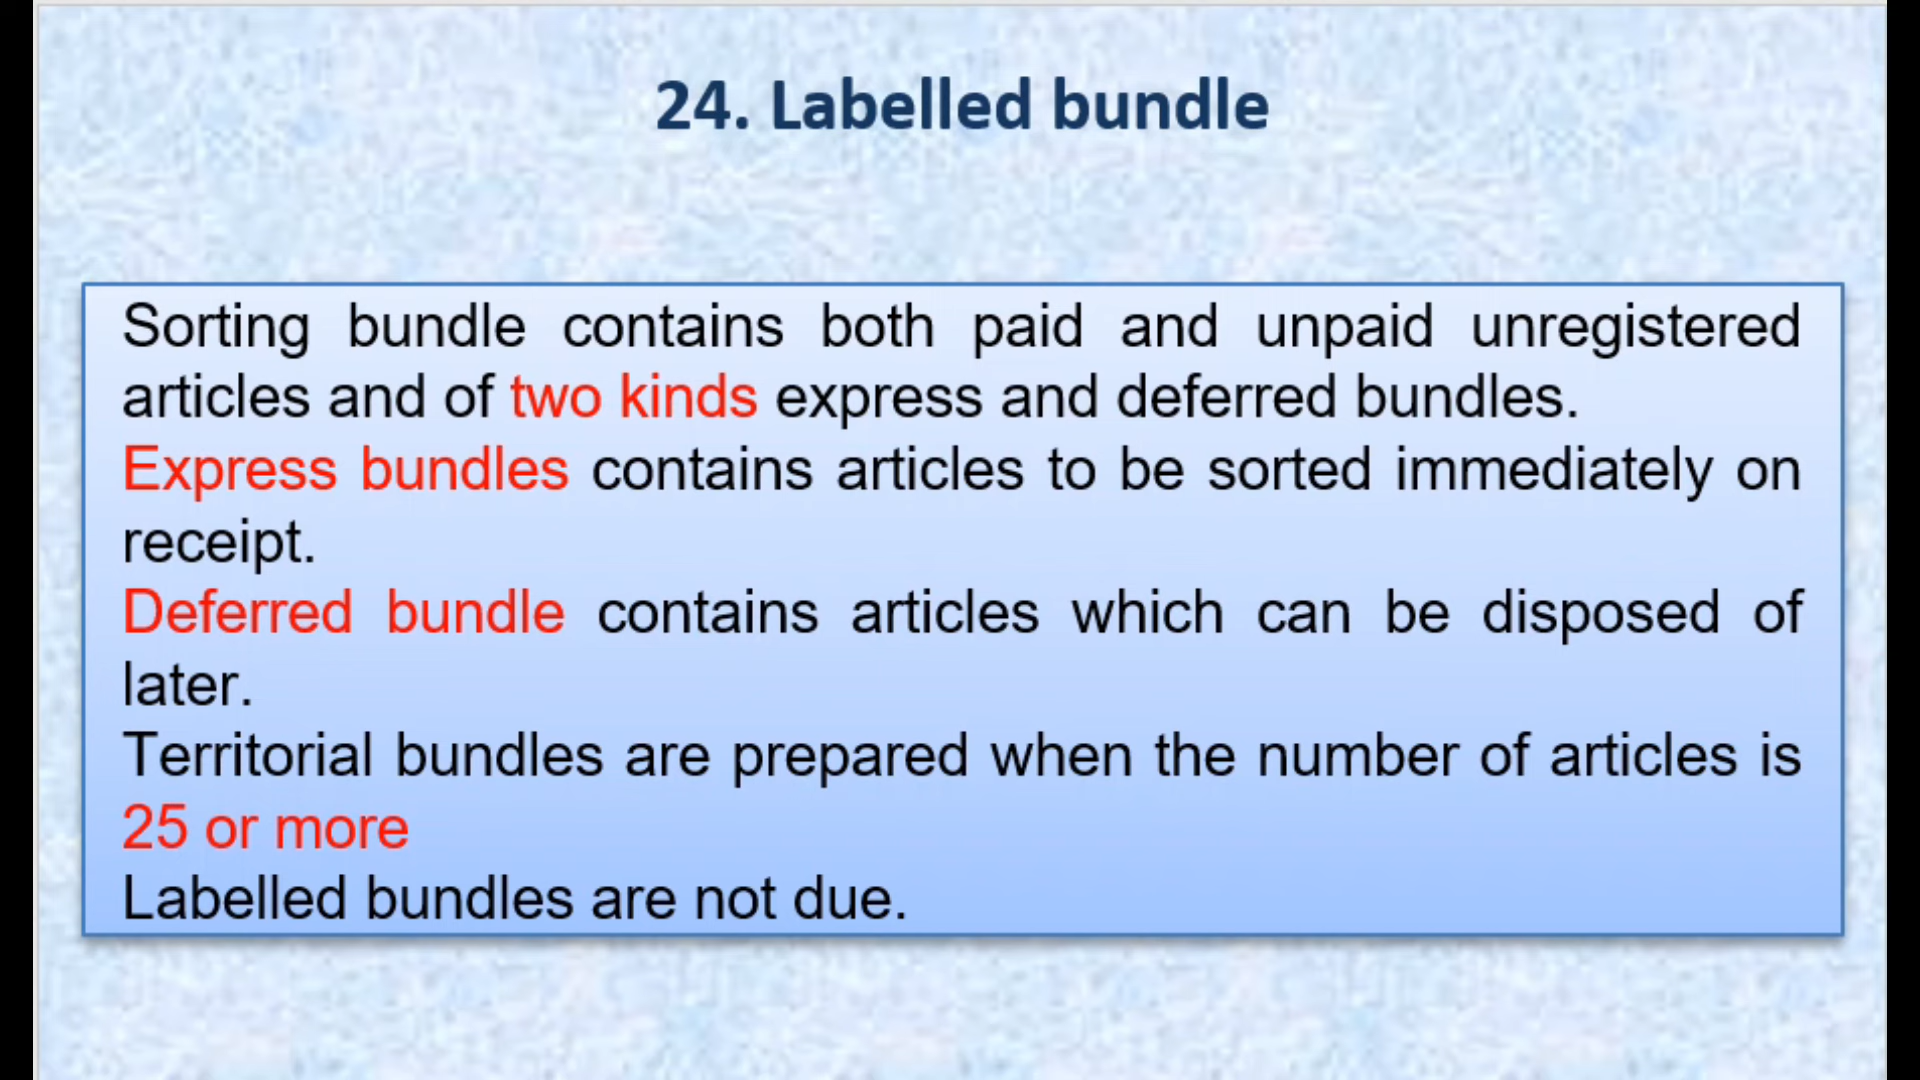 24. Labelled bundle
Sorting bundle contains both paid and unpaid unregistered
articles and of two kinds express and deferred bundles.
Express bundles contains articles to be sorted immediately on
receipt.
Deferred bundle contains articles which can be disposed of
later.
Territorial bundles are prepared when the number of articles is
25 or more
Labelled bundles are not due.